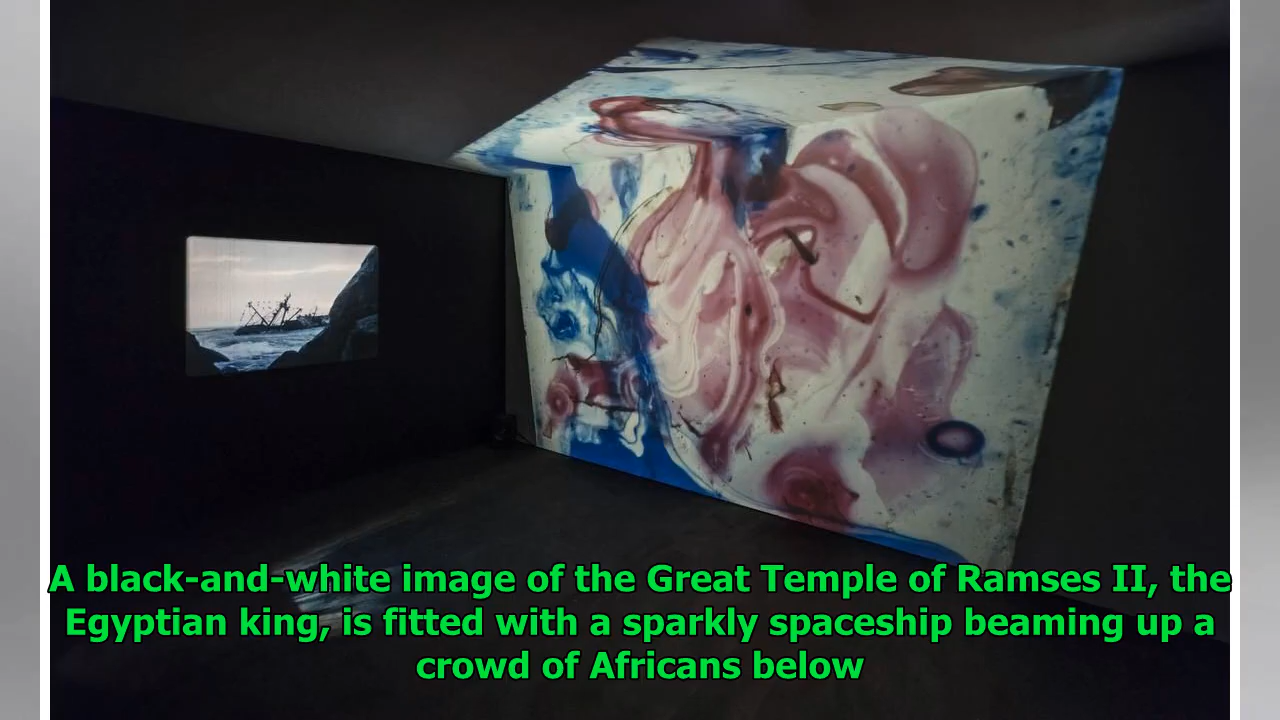 A black-and-white image of the Great Temple of Ramses II, the
Egyptian king, is fitted with a sparkly spaceship beaming up a
crowd of Africans below